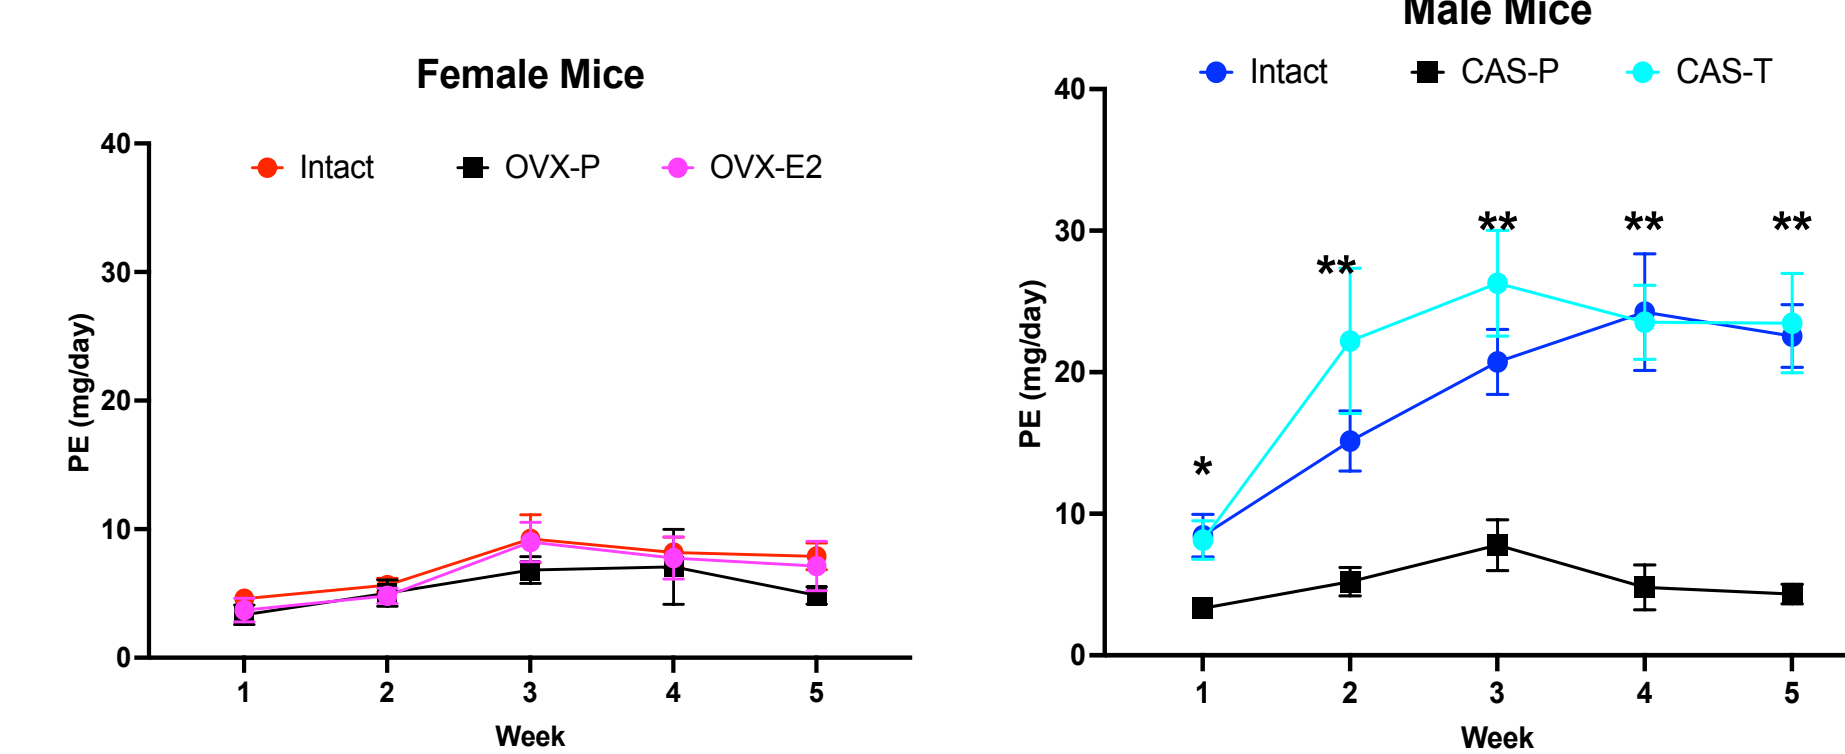 Female Mice
Intact OVX-P OVX-E2
PE (mg/day)
40
30
20
10
0
1 2 3 4 5
Week
Male Mice
Intact CAS-P CAS-T
PE (mg/day)
40
30
20
10
0
* ** ** ** **
1 2 3 4 5
Week